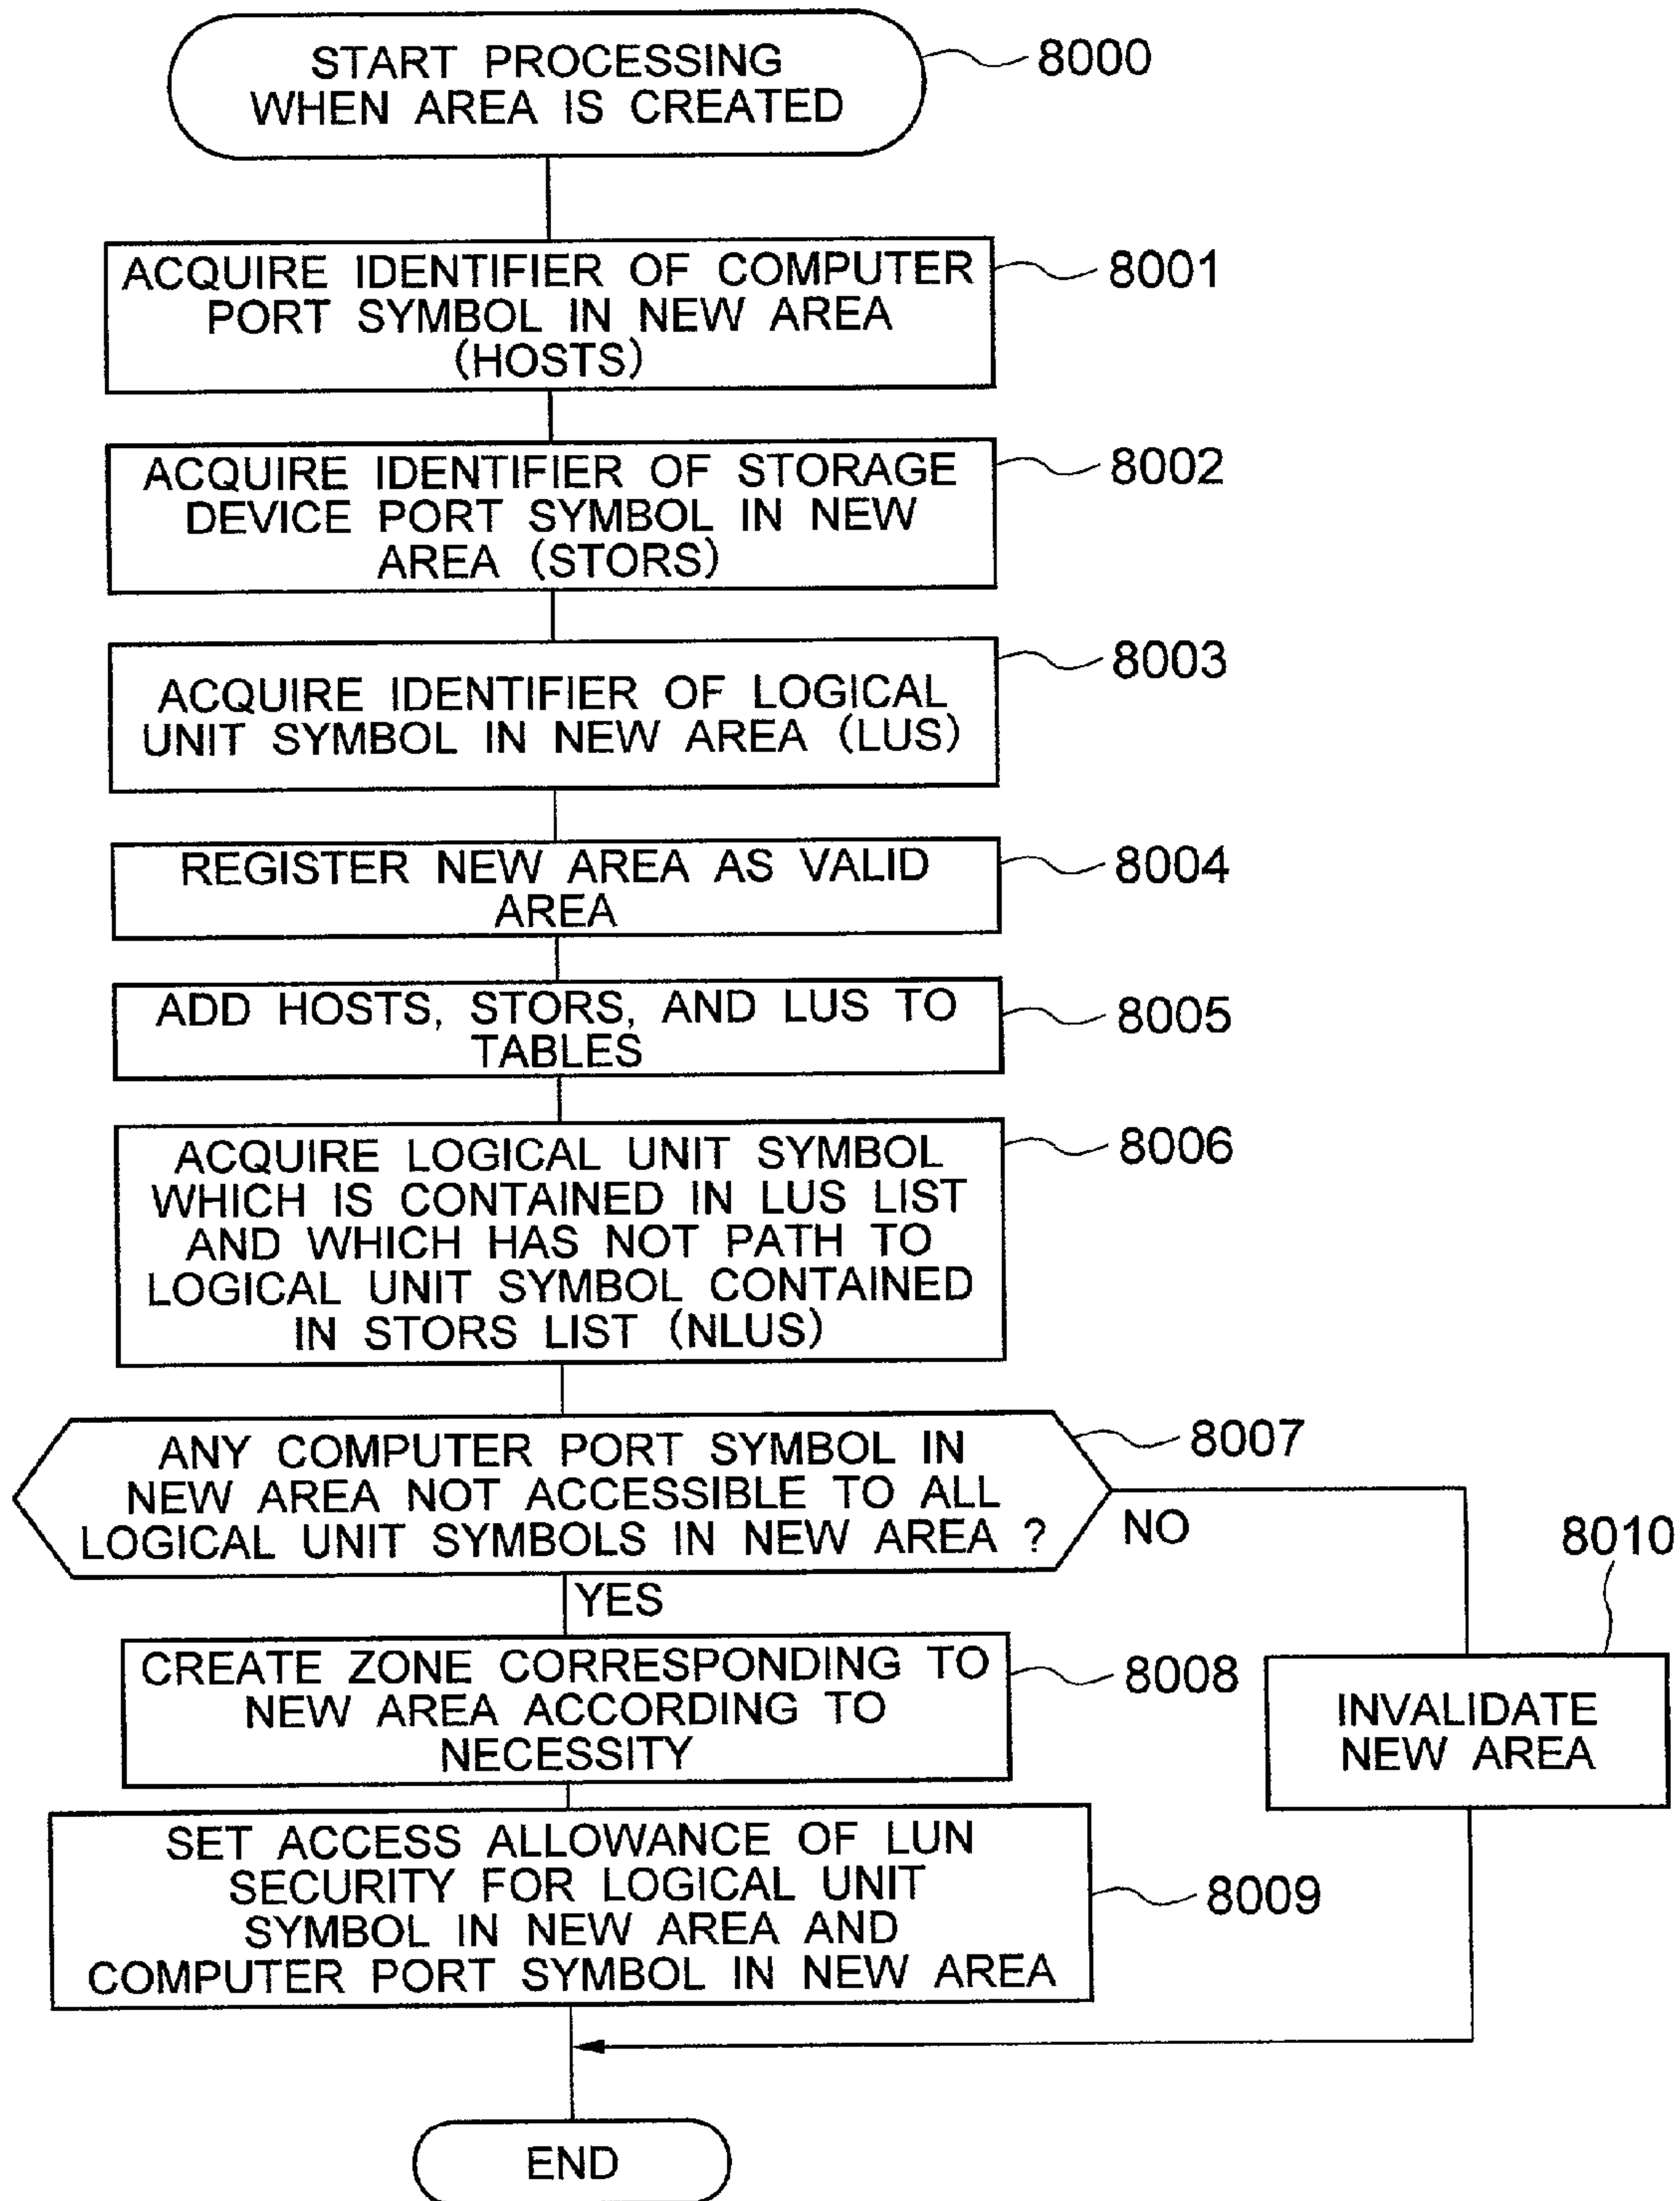 START PROCESSING
WHEN AREA IS CREATED
8000
ACQUIRE IDENTIFIER OF COMPUTER
PORT SYMBOL IN NEW AREA
(HOSTS)
8001
ACQUIRE IDENTIFIER OF STORAGE
DEVICE PORT SYMBOL IN NEW
AREA (STORS)
8002
ACQUIRE IDENTIFIER OF LOGICAL
UNIT SYMBOL IN NEW AREA (LUS)
8003
REGISTER NEW AREA AS VALID
AREA
8004
ADD HOSTS, STORS, AND LUS TO
TABLES
8005
ACQUIRE LOGICAL UNIT SYMBOL
WHICH IS CONTAINED IN LUS LIST
AND WHICH HAS NOT PATH TO
LOGICAL UNIT SYMBOL CONTAINED
IN STORS LIST (NLUS)
8006
ANY COMPUTER PORT SYMBOL IN
NEW AREA NOT ACCESSIBLE TO ALL
LOGICAL UNIT SYMBOLS IN NEW AREA ?
8007
NO
YES
CREATE ZONE CORRESPONDING TO
NEW AREA ACCORDING TO
NECESSITY
8008
8010
INVALIDATE
NEW AREA
SET ACCESS ALLOWANCE OF LUN
SECURITY FOR LOGICAL UNIT
SYMBOL IN NEW AREA AND
COMPUTER PORT SYMBOL IN NEW AREA
8009
END